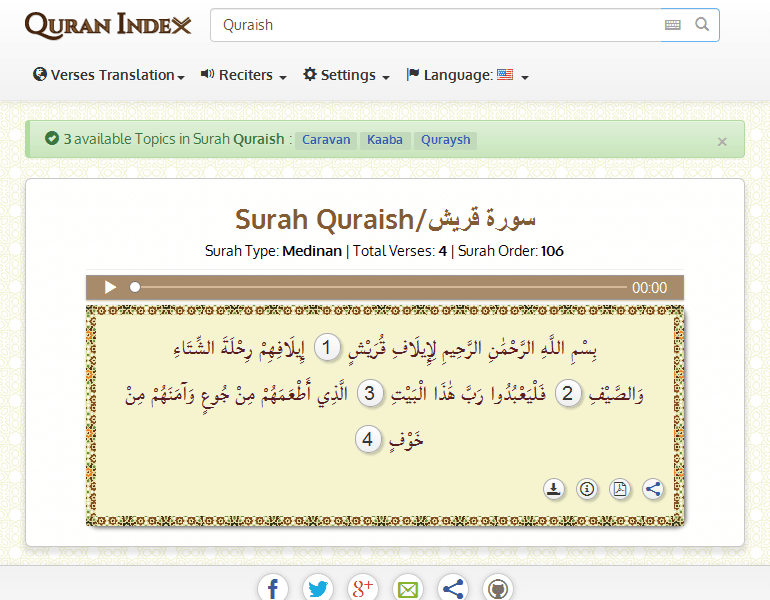 QURAN INDEX
Quraish
Verses Translation Reciters Settings Language:
3 available Topics in Surah Quraish : Caravan Kaaba Quraysh ×
Surah Quraish/سورة قريش
Surah Type: Medinan | Total Verses: 4 | Surah Order: 106
00:00
بِسْمِ اللَّهِ الرَّحْمَٰنِ الرَّحِيمِ لِإِيلَافِ قُرَيْشٍ 1 إِيلَافِهِمْ رِحْلَةَ الشِّتَاءِ
وَالصَّيْفِ 2 فَلْيَعْبُدُوا رَبَّ هَٰذَا الْبَيْتِ 3 الَّذِي أَطْعَمَهُمْ مِنْ جُوعٍ وَآمَنَهُمْ مِنْ
خَوْفٍ 4